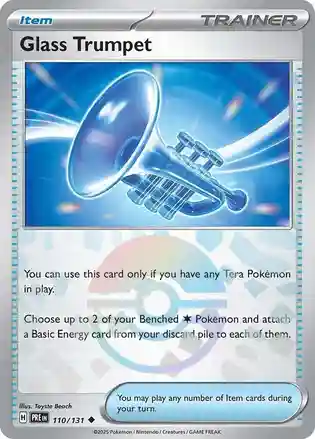 Item
TRAINER
Glass Trumpet
You can use this card only if you have any Tera Pokémon
in play.
Choose up to 2 of your Benched Pokémon and attach
a Basic Energy card from your discard pile to each of them.
Illus. Toyste Beach
H PRE EN 110/131
You may play any number of Item cards during
your turn.
©2025 Pokémon / Nintendo / Creatures / GAME FREAK